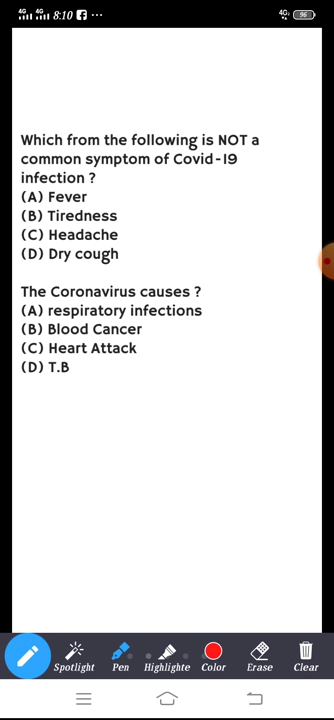 4G 4G 8:10 ...
4G 96
Which from the following is NOT a
common symptom of Covid-19
infection ?
(A) Fever
(B) Tiredness
(C) Headache
(D) Dry cough
The Coronavirus causes ?
(A) respiratory infections
(B) Blood Cancer
(C) Heart Attack
(D) T.B
Spotlight Pen Highlighte Color Erase Clear